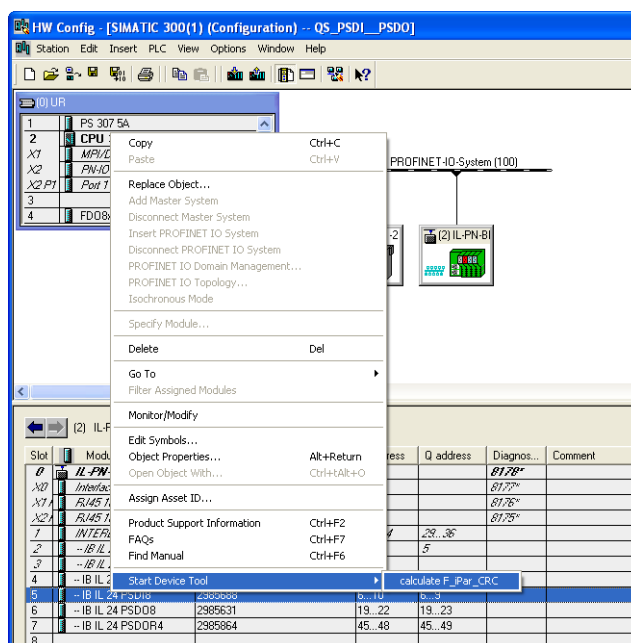 HW Config - [SIMATIC 300(1) (Configuration) -- QS_PSDI__PSDO]
Station Edit Insert PLC View Options Window Help
(0) UR
1 PS 307 5A
2 CPU
X1 MPI/D
X2 PN-IO
X2 P1 Port 1
3
4 FDO8x
PROFINET-IO-System (100)
-2
(2) IL-PN-BI
Copy Ctrl+C
Paste Ctrl+V
Replace Object...
Add Master System
Disconnect Master System
Insert PROFINET IO System
Disconnect PROFINET IO System
PROFINET IO Domain Management...
PROFINET IO Topology...
Isochronous Mode
Specify Module...
Delete Del
Go To
Filter Assigned Modules
Monitor/Modify
Edit Symbols...
Object Properties... Alt+Return
Open Object With... Ctrl+tAlt+O
Assign Asset ID...
Product Support Information Ctrl+F2
FAQs Ctrl+F7
Find Manual Ctrl+F6
Start Device Tool
calculate F_iPar_CRC
(2) IL-P
Slot Modu ress Q address Diagnos... Comment
0 IL-PN- 8178*
X0 Interfac 8177*
X1 RJ45 1 8176*
X2 RJ45 1 8175*
1 INTER 4 29...36
2 -- IB IL 5
3 -- IB IL
4 -- IB IL 2
5 -- IB IL 24 PSDI8 2985688 6...10 6...9
6 -- IB IL 24 PSDO8 2985631 19...22 19...23
7 -- IB IL 24 PSDOR4 2985864 45...48 45...49
8